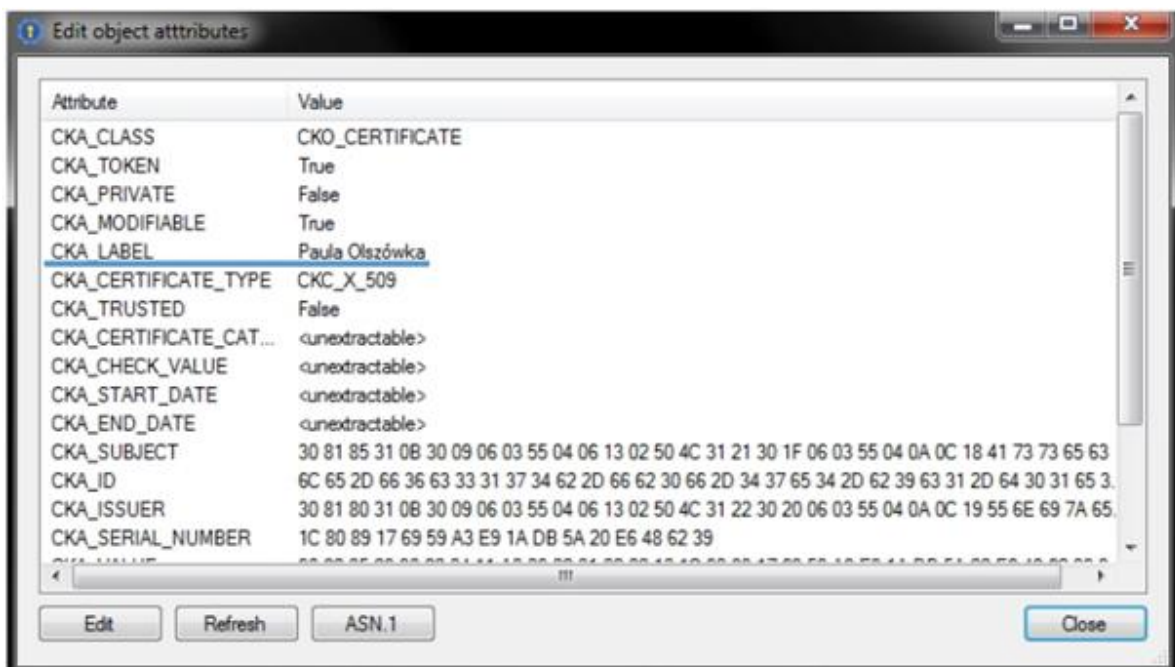 Edit object atttributes
Attribute Value
CKA_CLASS CKO_CERTIFICATE
CKA_TOKEN True
CKA_PRIVATE False
CKA_MODIFIABLE True
CKA_LABEL Paula Olszówka
CKA_CERTIFICATE_TYPE CKC_X_509
CKA_TRUSTED False
CKA_CERTIFICATE_CAT... <unextractable>
CKA_CHECK_VALUE <unextractable>
CKA_START_DATE <unextractable>
CKA_END_DATE <unextractable>
CKA_SUBJECT 30 81 85 31 0B 30 09 06 03 55 04 06 13 02 50 4C 31 21 30 1F 06 03 55 04 0A 0C 18 41 73 73 65 63
CKA_ID 6C 65 2D 66 36 63 33 31 37 34 62 2D 66 62 30 66 2D 34 37 65 34 2D 62 39 63 31 2D 64 30 31 65 3.
CKA_ISSUER 30 81 80 31 0B 30 09 06 03 55 04 06 13 02 50 4C 31 22 30 20 06 03 55 04 0A 0C 19 55 6E 69 7A 65.
CKA_SERIAL_NUMBER 1C 80 89 17 69 59 A3 E9 1A DB 5A 20 E6 48 62 39
Edit Refresh ASN.1 Close